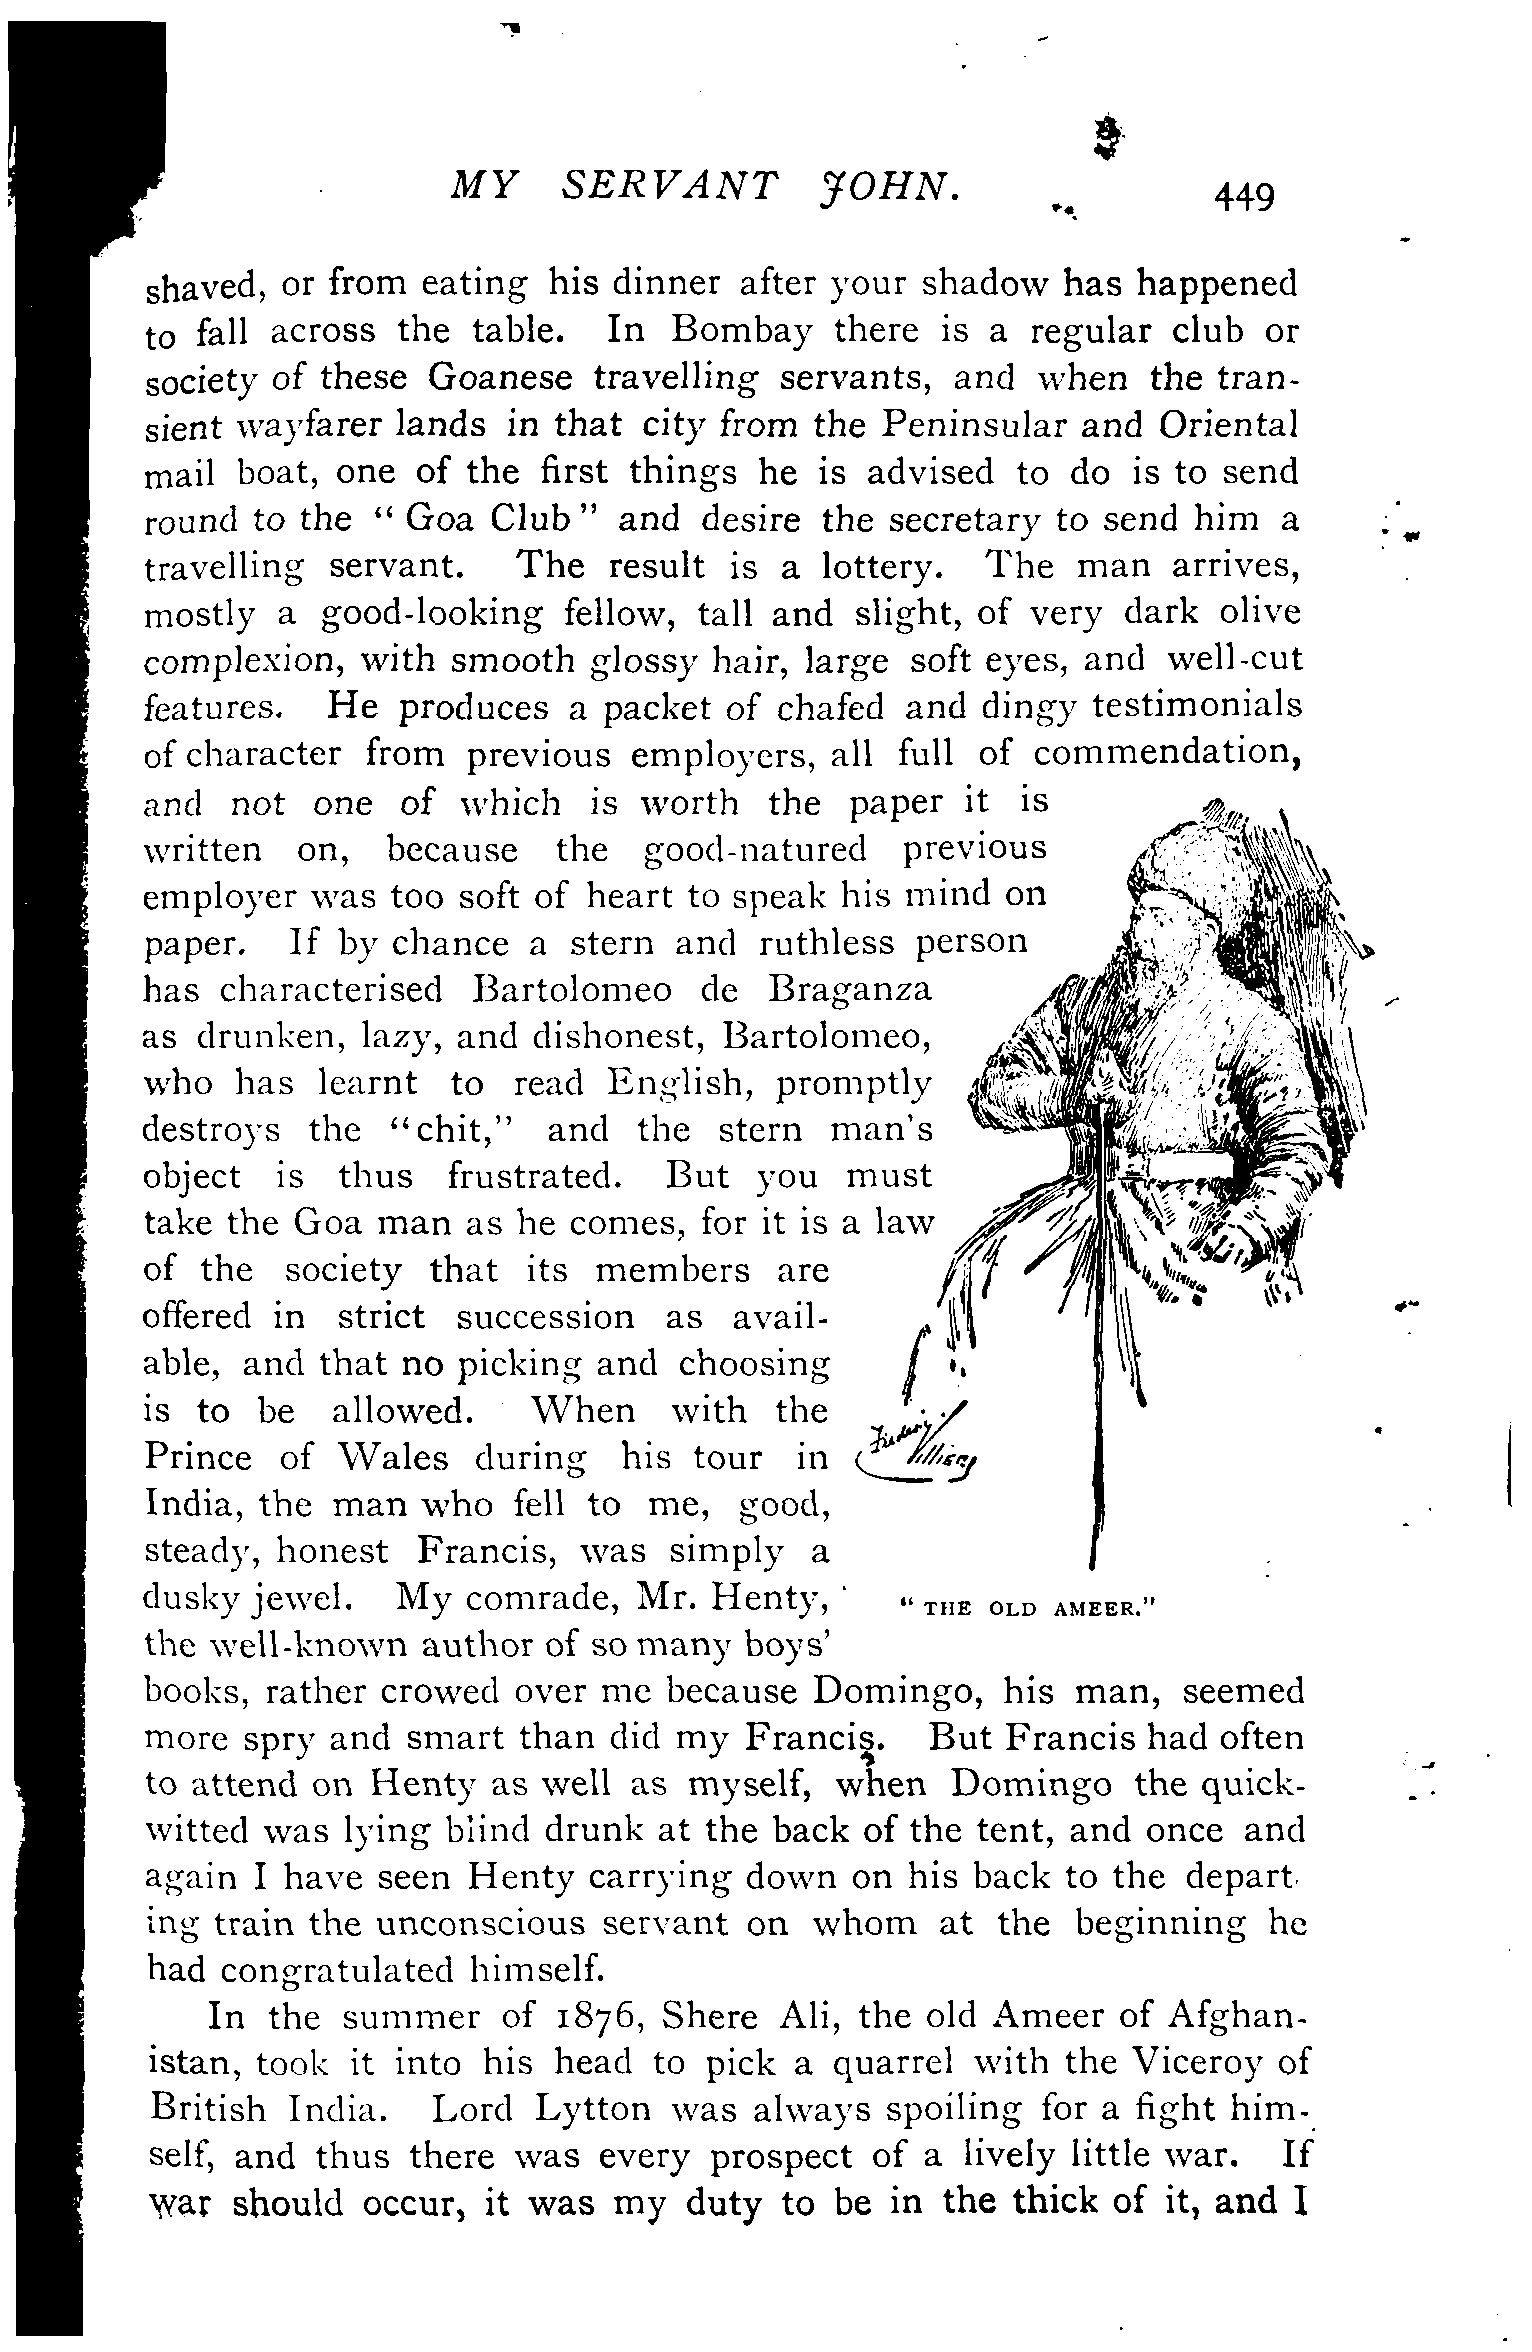 MY SERVANT JOHN. 449
shaved, or from eating his dinner after your shadow has happened
to fall across the table. In Bombay there is a regular club or
society of these Goanese travelling servants, and when the tran-
sient wayfarer lands in that city from the Peninsular and Oriental
mail boat, one of the first things he is advised to do is to send
round to the “ Goa Club ” and desire the secretary to send him a
travelling servant. The result is a lottery. The man arrives,
mostly a good-looking fellow, tall and slight, of very dark olive
complexion, with smooth glossy hair, large soft eyes, and well-cut
features. He produces a packet of chafed and dingy testimonials
of character from previous employers, all full of commendation,
and not one of which is worth the paper it is
written on, because the good-natured previous
employer was too soft of heart to speak his mind on
paper. If by chance a stern and ruthless person
has characterised Bartolomeo de Braganza
as drunken, lazy, and dishonest, Bartolomeo,
who has learnt to read English, promptly
destroys the “chit,” and the stern man's
object is thus frustrated. But you must
take the Goa man as he comes, for it is a law
of the society that its members are
offered in strict succession as avail-
able, and that no picking and choosing
is to be allowed. When with the
Prince of Wales during his tour in
India, the man who fell to me, good,
steady, honest Francis, was simply a
dusky jewel. My comrade, Mr. Henty,
the well-known author of so many boys'
Frederic Villiers
“ THE OLD AMEER.”
books, rather crowed over me because Domingo, his man, seemed
more spry and smart than did my Francis. But Francis had often
to attend on Henty as well as myself, when Domingo the quick-
witted was lying blind drunk at the back of the tent, and once and
again I have seen Henty carrying down on his back to the depart-
ing train the unconscious servant on whom at the beginning he
had congratulated himself.
In the summer of 1876, Shere Ali, the old Ameer of Afghan-
istan, took it into his head to pick a quarrel with the Viceroy of
British India. Lord Lytton was always spoiling for a fight him-
self, and thus there was every prospect of a lively little war. If
war should occur, it was my duty to be in the thick of it, and I